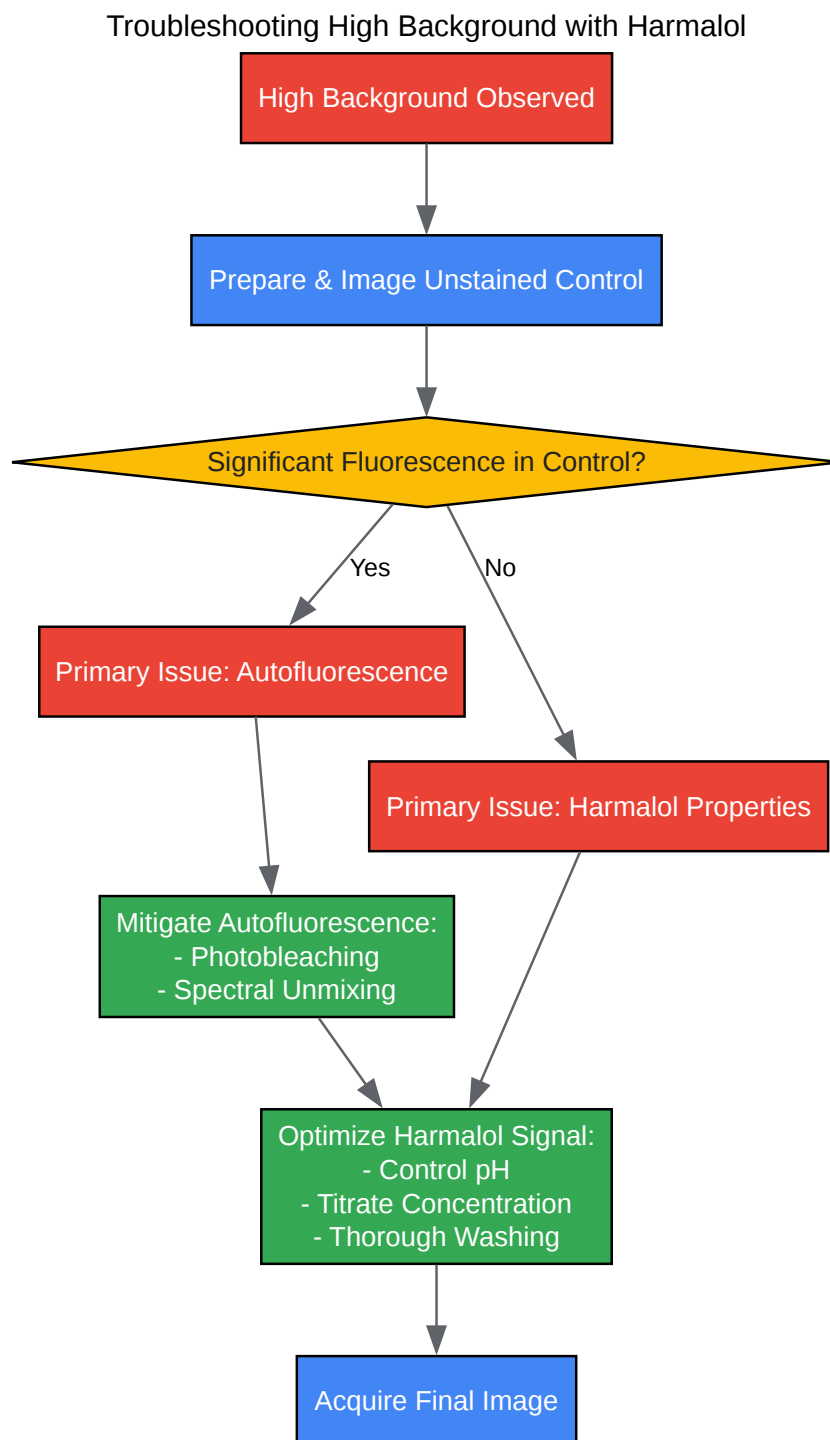 Troubleshooting High Background with Harmalol
High Background Observed
Prepare & Image Unstained Control
Significant Fluorescence in Control?
Yes
No
Primary Issue: Autofluorescence
Primary Issue: Harmalol Properties
Mitigate Autofluorescence:
- Photobleaching
- Spectral Unmixing
Optimize Harmalol Signal:
- Control pH
- Titrate Concentration
- Thorough Washing
Acquire Final Image